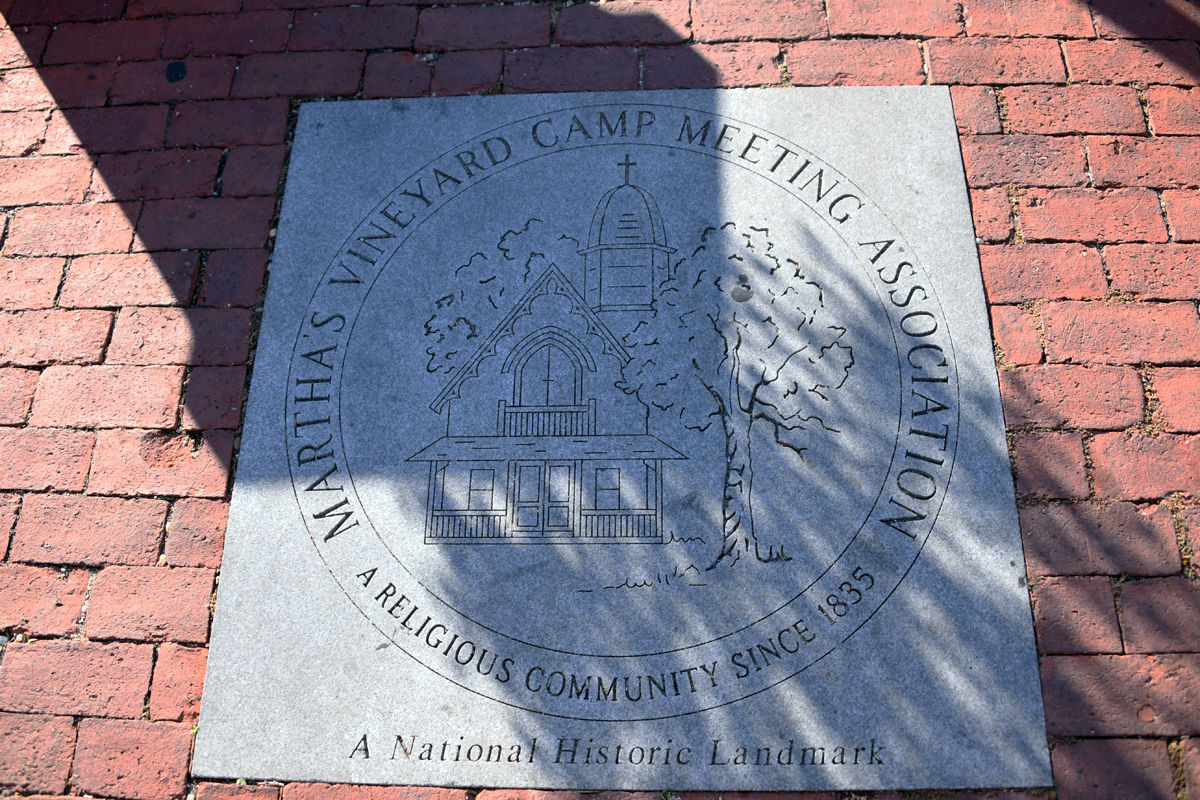 MARTHA'S VINEYARD CAMP MEETING ASSOCIATION
A RELIGIOUS COMMUNITY SINCE 1835
A National Historic Landmark